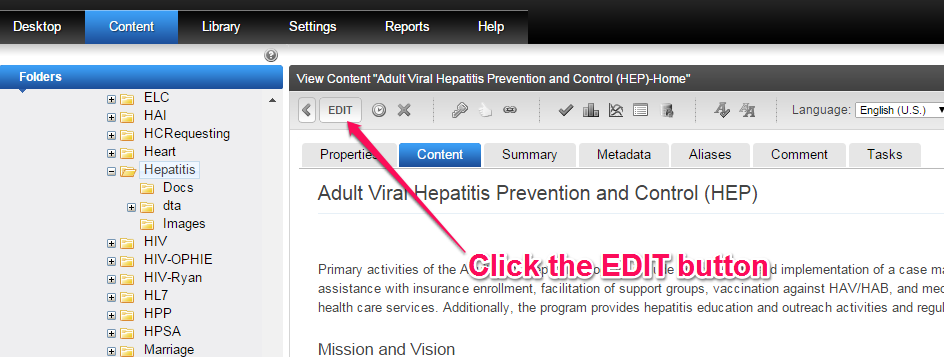 Desktop Content Library Settings Reports Help
Folders
ELC
HAI
HCRequesting
Heart
Hepatitis
Docs
dta
Images
HIV
HIV-OPHIE
HIV-Ryan
HL7
HPP
HPSA
Marriage
View Content "Adult Viral Hepatitis Prevention and Control (HEP)-Home"
EDIT Language: English (U.S.)
Properties Content Summary Metadata Aliases Comment Tasks
Adult Viral Hepatitis Prevention and Control (HEP)
Click the EDIT button
Primary activities of the A implementation of a case ma
assistance with insurance enrollment, facilitation of support groups, vaccination against HAV/HAB, and med
health care services. Additionally, the program provides hepatitis education and outreach activities and regul
Mission and Vision